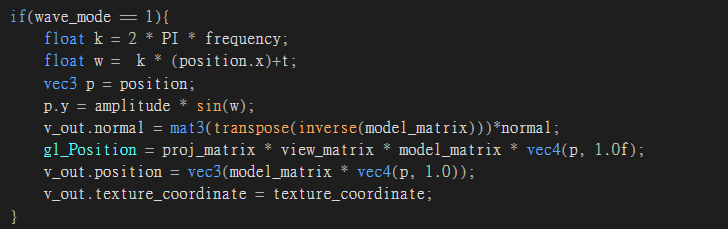 if(wave_mode == 1){
    float k = 2 * PI * frequency;
    float w =  k * (position.x)+t;
    vec3 p = position;
    p.y = amplitude * sin(w);
    v_out.normal = mat3(transpose(inverse(model_matrix)))*normal;
    gl_Position = proj_matrix * view_matrix * model_matrix * vec4(p, 1.0f);
    v_out.position = vec3(model_matrix * vec4(p, 1.0));
    v_out.texture_coordinate = texture_coordinate;
}